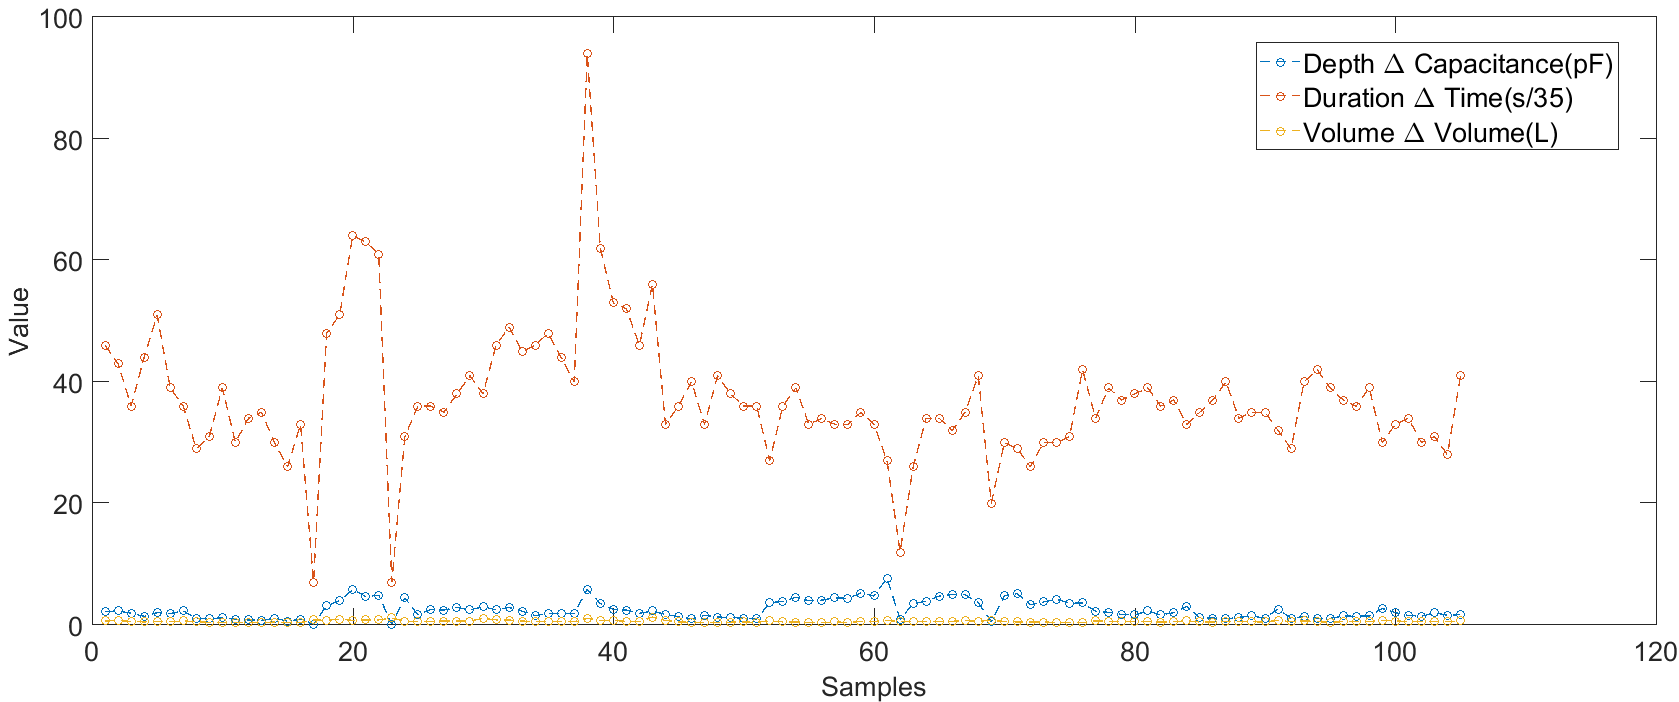 100
80
60
40
20
0
0 20 40 60 80 100 120
Value
Samples
Depth Δ Capacitance(pF)
Duration Δ Time(s/35)
Volume Δ Volume(L)